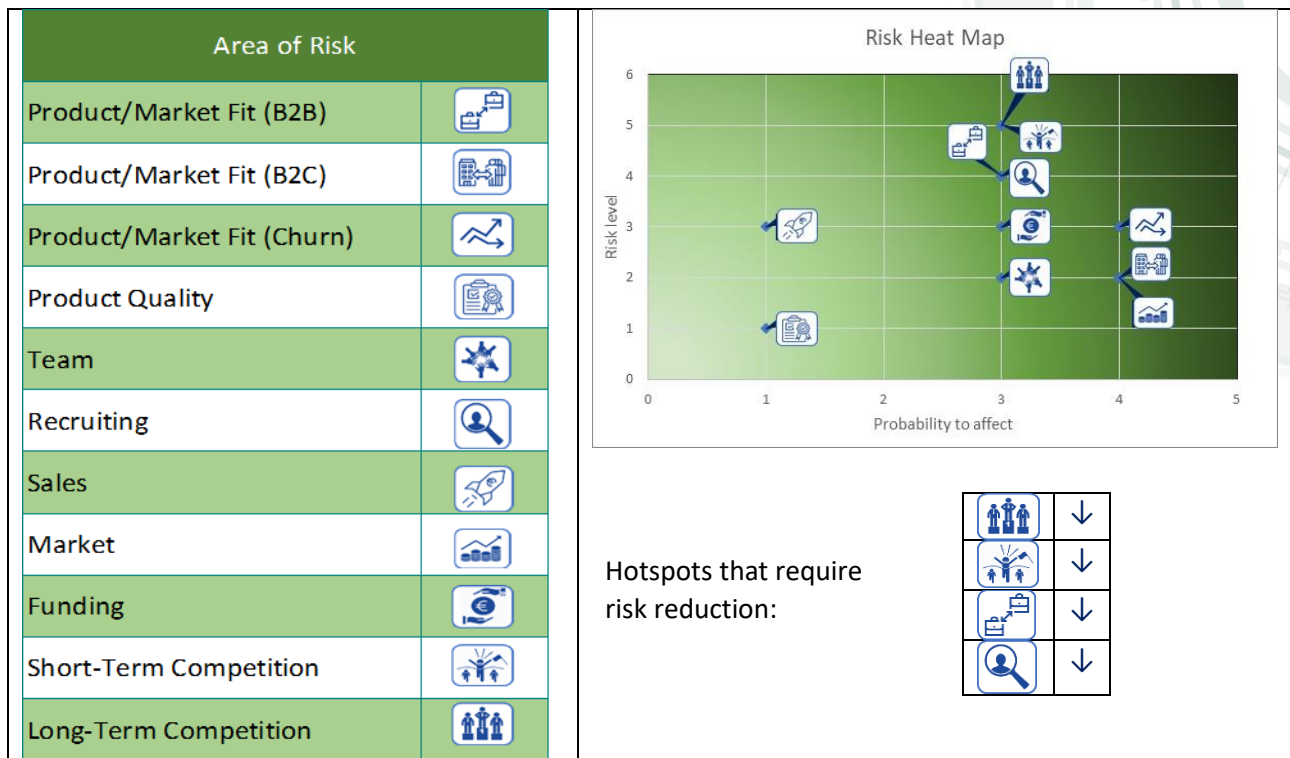 Area of Risk
Product/Market Fit (B2B)
Product/Market Fit (B2C)
Product/Market Fit (Churn)
Product Quality
Team
Recruiting
Sales
Market
Funding
Short-Term Competition
Long-Term Competition
Risk Heat Map
6
5
4
3
2
1
0
Risk level
0 1 2 3 4 5
Probability to affect
Hotspots that require
risk reduction: